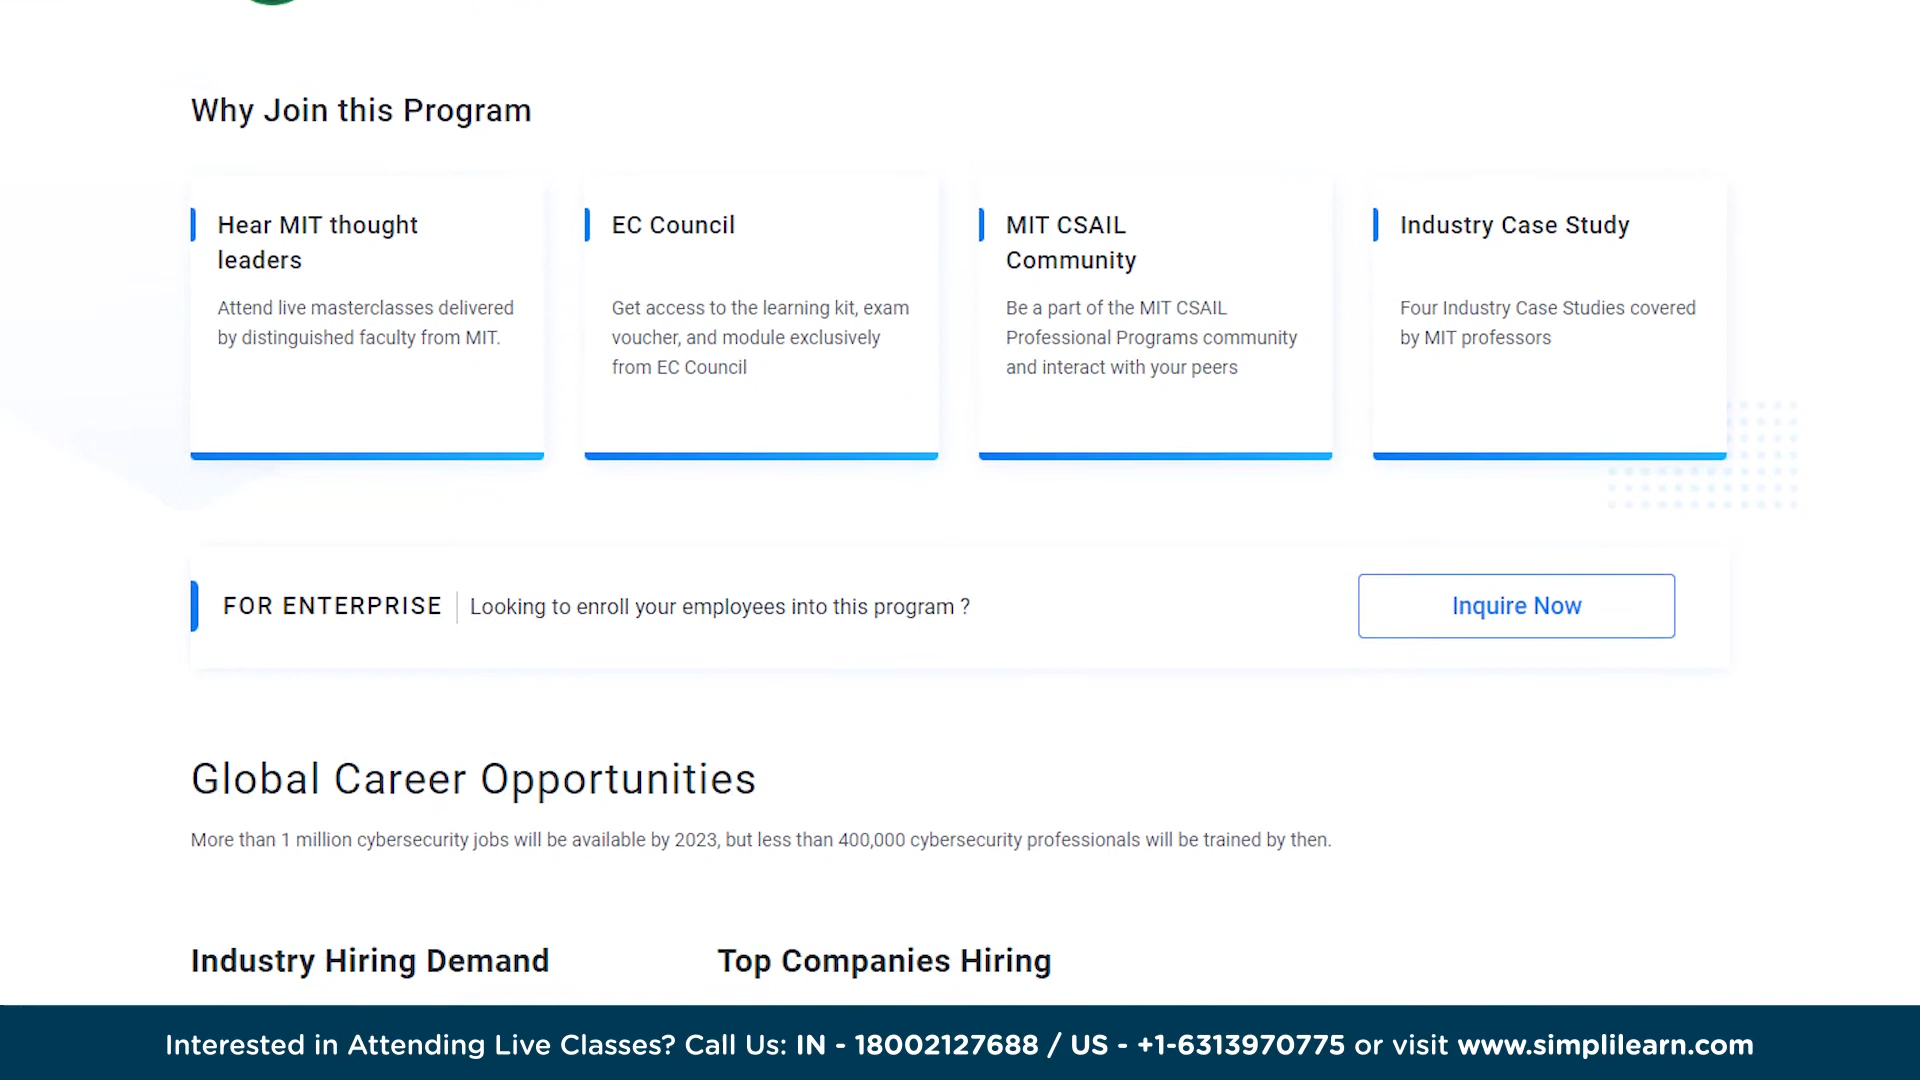 Why Join this Program
Hear MIT thought
leaders
Attend live masterclasses delivered
by distinguished faculty from MIT.
EC Council
Get access to the learning kit, exam
voucher, and module exclusively
from EC Council
MIT CSAIL
Community
Be a part of the MIT CSAIL
Professional Programs community
and interact with your peers
Industry Case Study
Four Industry Case Studies covered
by MIT professors
FOR ENTERPRISE Looking to enroll your employees into this program ?
Inquire Now
Global Career Opportunities
More than 1 million cybersecurity jobs will be available by 2023, but less than 400,000 cybersecurity professionals will be trained by then.
Industry Hiring Demand
Top Companies Hiring
Interested in Attending Live Classes? Call Us: IN - 18002127688 / US - +1-6313970775 or visit www.simplilearn.com